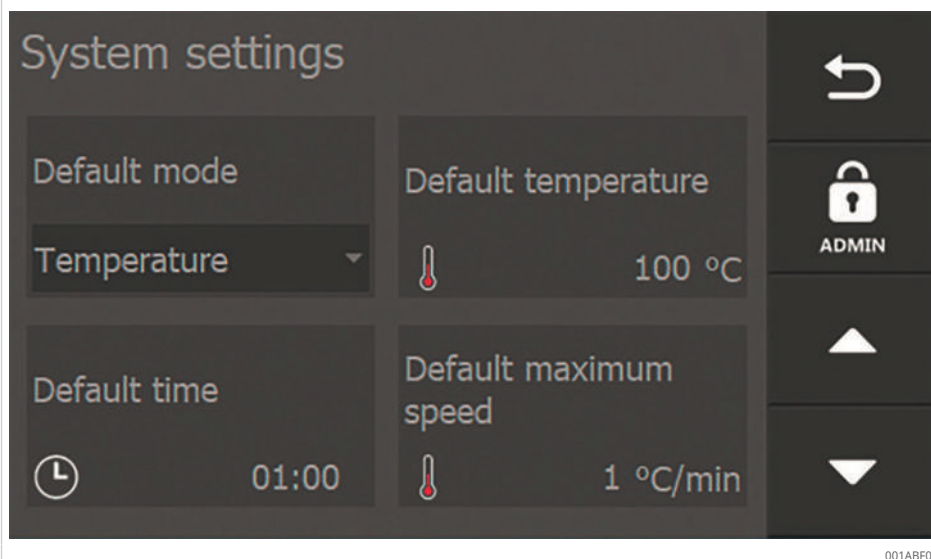 System settings
Default mode
Temperature
Default temperature
100 °C
Default time
01:00
Default maximum
speed
1 °C/min
ADMIN
001ABF0